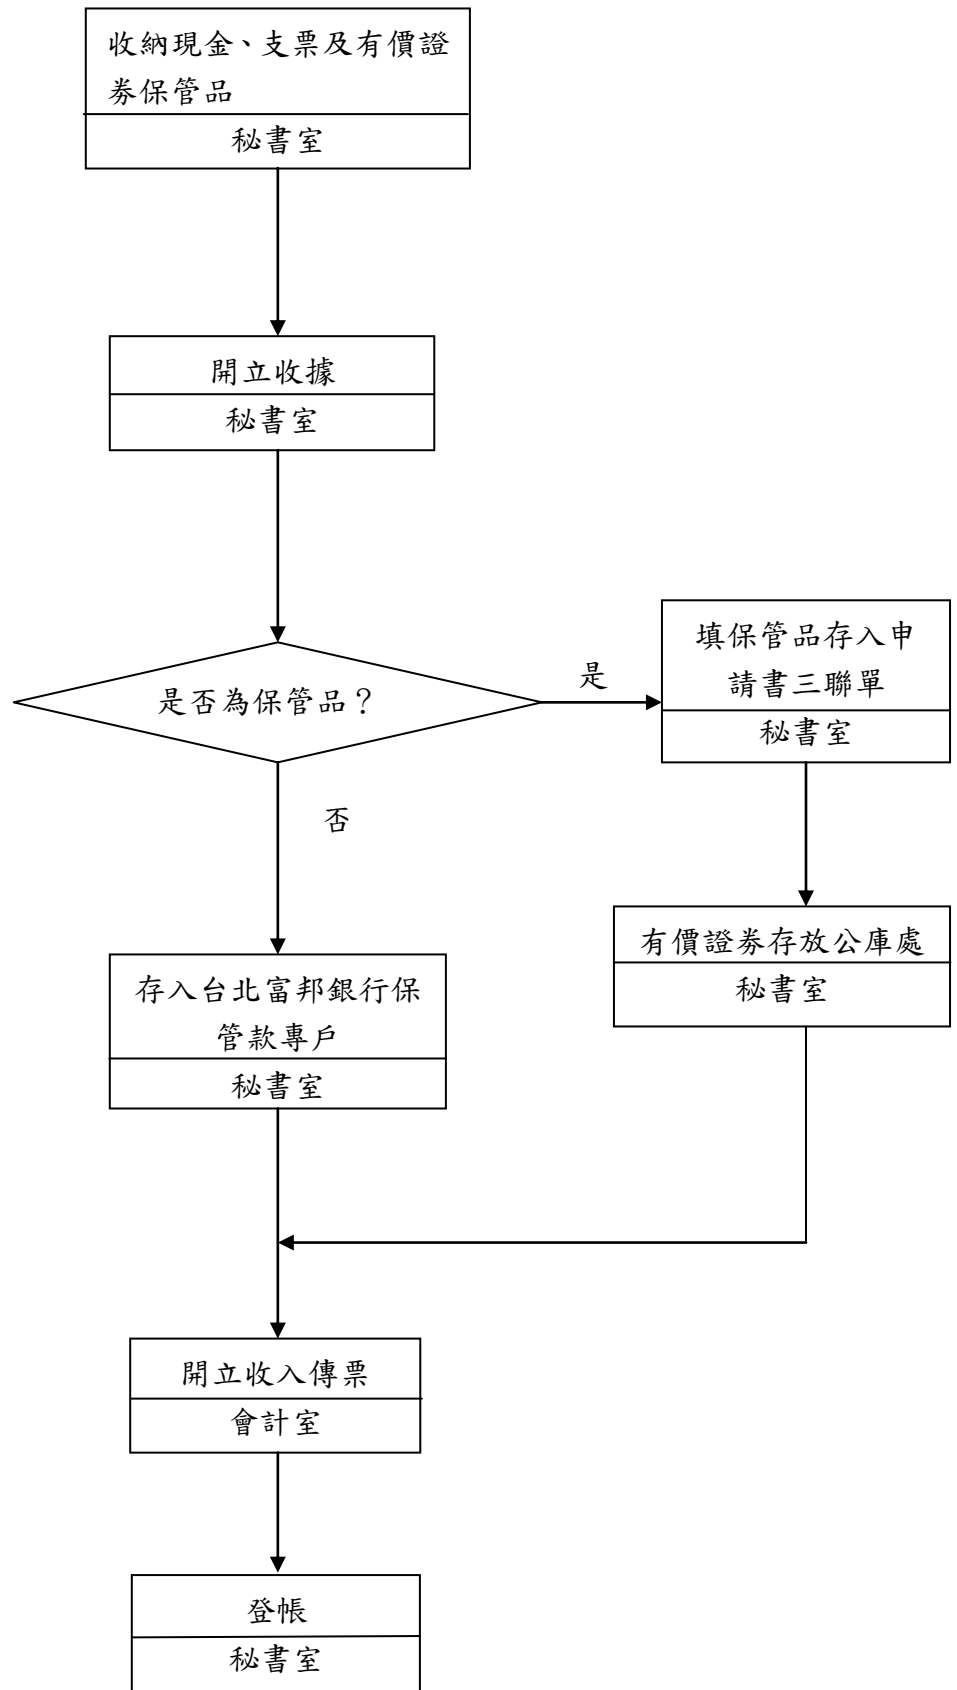 收納現金、支票及有價證
券保管品
秘書室
開立收據
秘書室
是否為保管品？
是
填保管品存入申
請書三聯單
秘書室
否
有價證券存放公庫處
秘書室
存入台北富邦銀行保
管款專戶
秘書室
開立收入傳票
會計室
登帳
秘書室